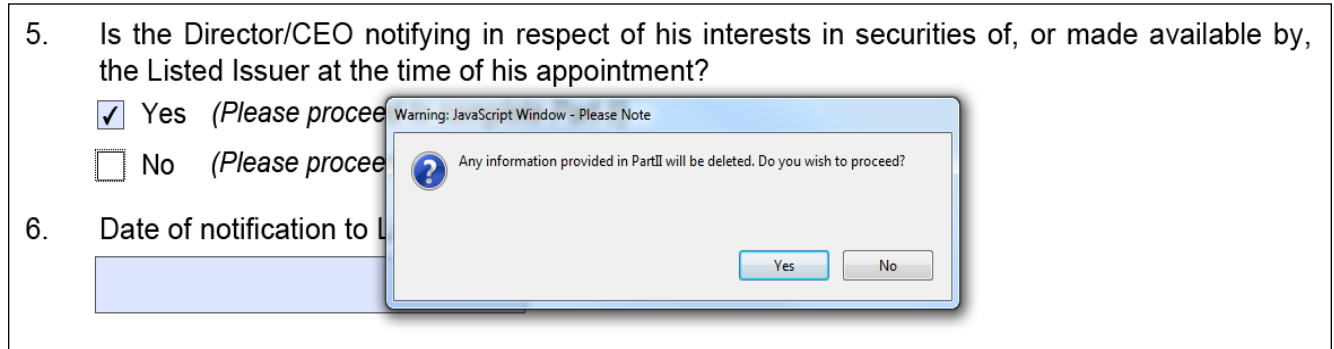 5. Is the Director/CEO notifying in respect of his interests in securities of, or made available by,
the Listed Issuer at the time of his appointment?
Yes (Please procee
No (Please procee
Warning: JavaScript Window - Please Note
Any information provided in PartII will be deleted. Do you wish to proceed?
Yes No
6. Date of notification to L